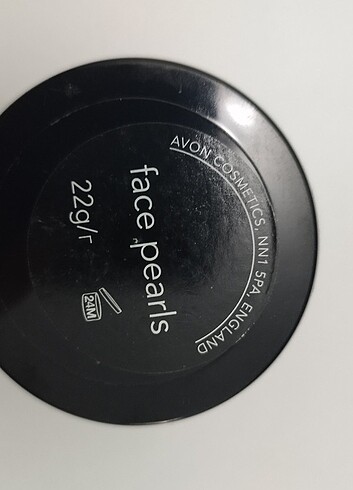 AVON COSMETICS, NN1 5PA, ENGLAND
face pearls
22g/г
24M